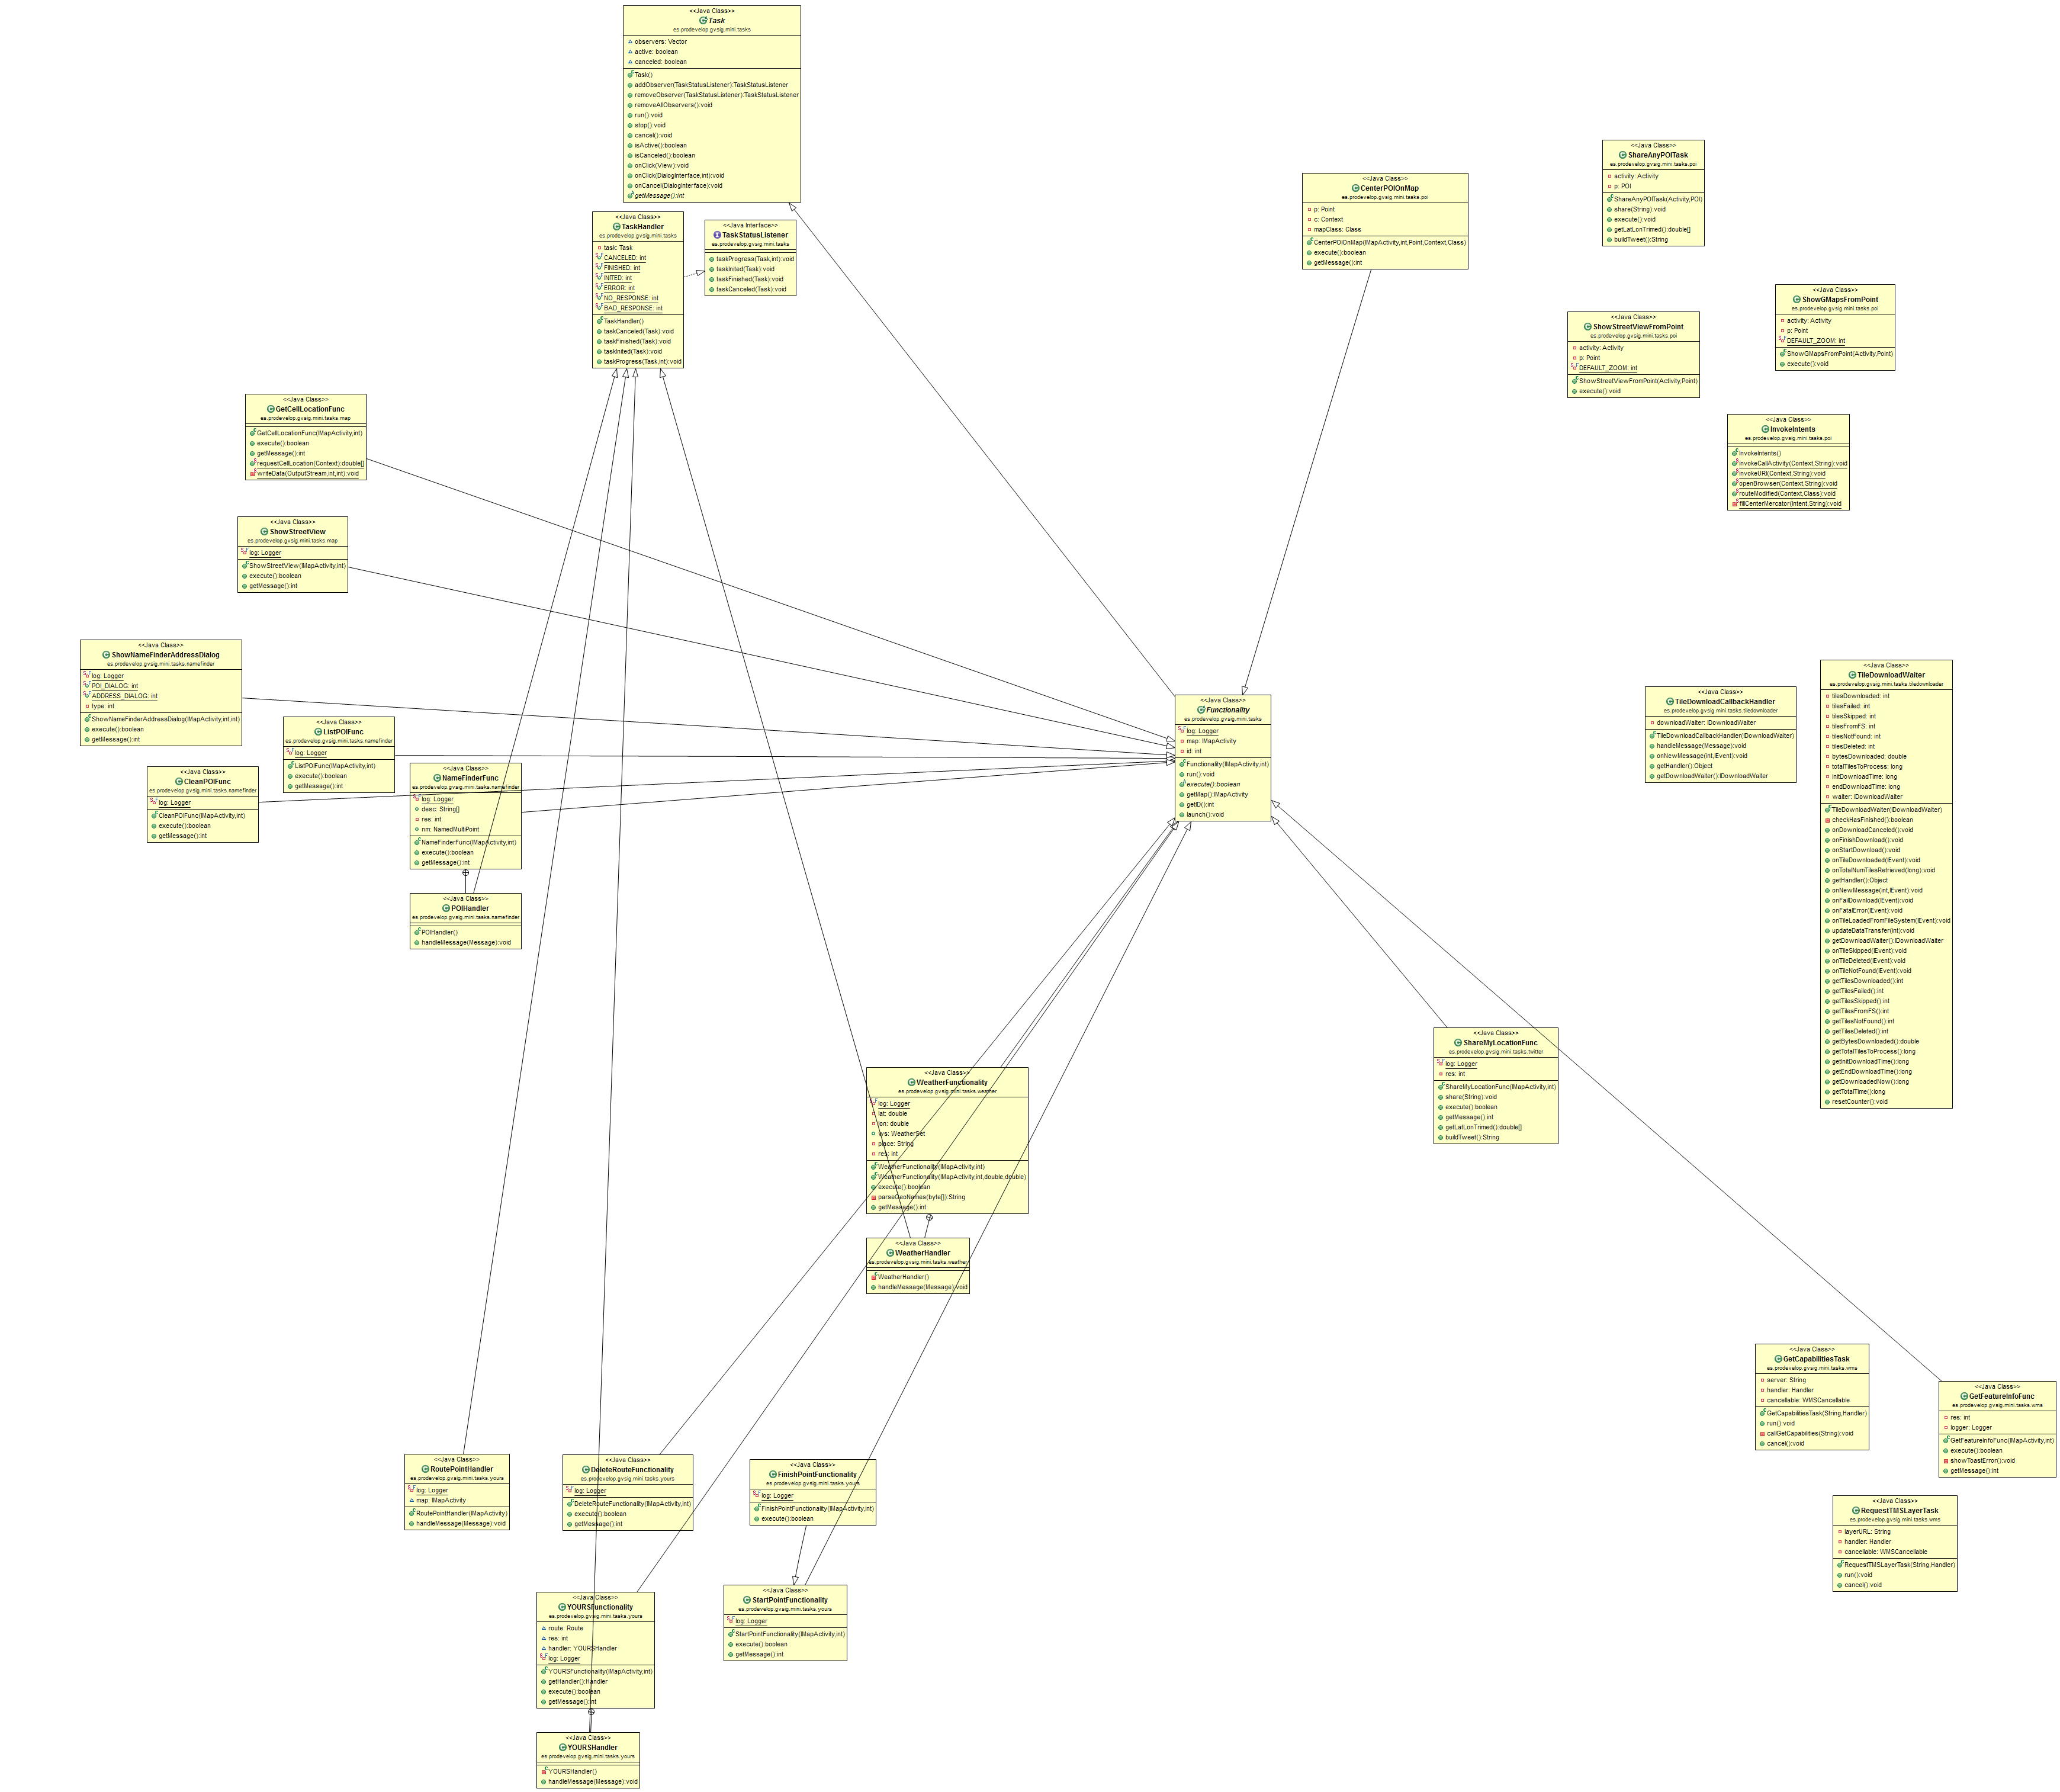 <<Java Class>>
Task
es.prodevelop.gvsig.mini.tasks
observers: Vector
active: boolean
canceled: boolean
Task()
addObserver(TaskStatusListener):TaskStatusListener
removeObserver(TaskStatusListener):TaskStatusListener
removeAllObservers():void
run():void
stop():void
cancel():void
isActive():boolean
isCanceled():boolean
onClick(View):void
onClick(DialogInterface,int):void
onCancel(DialogInterface):void
getMessage():int
<<Java Class>>
TaskHandler
es.prodevelop.gvsig.mini.tasks
task: Task
CANCELED: int
FINISHED: int
INITED: int
ERROR: int
NO_RESPONSE: int
BAD_RESPONSE: int
TaskHandler()
taskCanceled(Task):void
taskFinished(Task):void
taskInited(Task):void
taskProgress(Task,int):void
<<Java Interface>>
TaskStatusListener
es.prodevelop.gvsig.mini.tasks
taskProgress(Task,int):void
taskInited(Task):void
taskFinished(Task):void
taskCanceled(Task):void
<<Java Class>>
CenterPOIOnMap
es.prodevelop.gvsig.mini.tasks.poi
p: Point
c: Context
mapClass: Class
CenterPOIOnMap(IMapActivity,int,Point,Context,Class)
execute():boolean
getMessage():int
<<Java Class>>
ShareAnyPOITask
es.prodevelop.gvsig.mini.tasks.poi
activity: Activity
p: POI
ShareAnyPOITask(Activity,POI)
share(String):void
execute():void
getLatLonTrimed():double[]
buildTweet():String
<<Java Class>>
ShowGMapsFromPoint
es.prodevelop.gvsig.mini.tasks.poi
activity: Activity
p: Point
DEFAULT_ZOOM: int
ShowGMapsFromPoint(Activity,Point)
execute():void
<<Java Class>>
ShowStreetViewFromPoint
es.prodevelop.gvsig.mini.tasks.poi
activity: Activity
p: Point
DEFAULT_ZOOM: int
ShowStreetViewFromPoint(Activity,Point)
execute():void
<<Java Class>>
InvokeIntents
es.prodevelop.gvsig.mini.tasks.poi
InvokeIntents()
invokeCallActivity(Context,String):void
invokeURI(Context,String):void
openBrowser(Context,String):void
routeModified(Context,Class):void
fillCenterMercator(Intent,String):void
<<Java Class>>
GetCellLocationFunc
es.prodevelop.gvsig.mini.tasks.map
GetCellLocationFunc(IMapActivity,int)
execute():boolean
getMessage():int
requestCellLocation(Context):double[]
writeData(OutputStream,int,int):void
<<Java Class>>
ShowStreetView
es.prodevelop.gvsig.mini.tasks.map
log: Logger
ShowStreetView(IMapActivity,int)
execute():boolean
getMessage():int
<<Java Class>>
ShowNameFinderAddressDialog
es.prodevelop.gvsig.mini.tasks.namefinder
log: Logger
POI_DIALOG: int
ADDRESS_DIALOG: int
type: int
ShowNameFinderAddressDialog(IMapActivity,int,int)
execute():boolean
getMessage():int
<<Java Class>>
ListPOIFunc
es.prodevelop.gvsig.mini.tasks.namefinder
log: Logger
ListPOIFunc(IMapActivity,int)
execute():boolean
getMessage():int
<<Java Class>>
CleanPOIFunc
es.prodevelop.gvsig.mini.tasks.namefinder
log: Logger
CleanPOIFunc(IMapActivity,int)
execute():boolean
getMessage():int
<<Java Class>>
NameFinderFunc
es.prodevelop.gvsig.mini.tasks.namefinder
log: Logger
desc: String[]
res: int
nm: NamedMultiPoint
NameFinderFunc(IMapActivity,int)
execute():boolean
getMessage():int
<<Java Class>>
POIHandler
es.prodevelop.gvsig.mini.tasks.namefinder
POIHandler()
handleMessage(Message):void
<<Java Class>>
Functionality
es.prodevelop.gvsig.mini.tasks
log: Logger
map: IMapActivity
id: int
Functionality(IMapActivity,int)
run():void
execute():boolean
getMap():IMapActivity
getID():int
launch():void
<<Java Class>>
TileDownloadCallbackHandler
es.prodevelop.gvsig.mini.tasks.tiledownloader
downloadWaiter: IDownloadWaiter
TileDownloadCallbackHandler(IDownloadWaiter)
handleMessage(Message):void
onNewMessage(int,IEvent):void
getHandler():Object
getDownloadWaiter():IDownloadWaiter
<<Java Class>>
TileDownloadWaiter
es.prodevelop.gvsig.mini.tasks.tiledownloader
tilesDownloaded: int
tilesFailed: int
tilesSkipped: int
tilesFromFS: int
tilesNotFound: int
tilesDeleted: int
bytesDownloaded: double
totalTilesToProcess: long
initDownloadTime: long
endDownloadTime: long
waiter: IDownloadWaiter
TileDownloadWaiter(IDownloadWaiter)
checkHasFinished():boolean
onDownloadCanceled():void
onFinishDownload():void
onStartDownload():void
onTileDownloaded(IEvent):void
onTotalNumTilesRetrieved(long):void
getHandler():Object
onNewMessage(int,IEvent):void
onFailDownload(IEvent):void
onFatalError(IEvent):void
onTileLoadedFromFileSystem(IEvent):void
updateDataTransfer(int):void
getDownloadWaiter():IDownloadWaiter
onTileSkipped(IEvent):void
onTileDeleted(IEvent):void
onTileNotFound(IEvent):void
getTilesDownloaded():int
getTilesFailed():int
getTilesSkipped():int
getTilesFromFS():int
getTilesNotFound():int
getTilesDeleted():int
getBytesDownloaded():double
getTotalTilesToProcess():long
getInitDownloadTime():long
getEndDownloadTime():long
getDownloadedNow():long
getTotalTime():long
resetCounter():void
<<Java Class>>
ShareMyLocationFunc
es.prodevelop.gvsig.mini.tasks.twitter
log: Logger
res: int
ShareMyLocationFunc(IMapActivity,int)
share(String):void
execute():boolean
getMessage():int
getLatLonTrimed():double[]
buildTweet():String
<<Java Class>>
WeatherFunctionality
es.prodevelop.gvsig.mini.tasks.weather
log: Logger
lat: double
lon: double
ws: WeatherSet
place: String
res: int
WeatherFunctionality(IMapActivity,int)
WeatherFunctionality(IMapActivity,int,double,double)
execute():boolean
parseGeoNames(byte[]):String
getMessage():int
<<Java Class>>
WeatherHandler
es.prodevelop.gvsig.mini.tasks.weather
WeatherHandler()
handleMessage(Message):void
<<Java Class>>
GetCapabilitiesTask
es.prodevelop.gvsig.mini.tasks.wms
server: String
handler: Handler
cancellable: WMSCancellable
GetCapabilitiesTask(String,Handler)
run():void
callGetCapabilities(String):void
cancel():void
<<Java Class>>
GetFeatureInfoFunc
es.prodevelop.gvsig.mini.tasks.wms
res: int
logger: Logger
GetFeatureInfoFunc(IMapActivity,int)
execute():boolean
showToastError():void
getMessage():int
<<Java Class>>
RequestTMSLayerTask
es.prodevelop.gvsig.mini.tasks.wms
layerURL: String
handler: Handler
cancellable: WMSCancellable
RequestTMSLayerTask(String,Handler)
run():void
cancel():void
<<Java Class>>
RoutePointHandler
es.prodevelop.gvsig.mini.tasks.yours
log: Logger
map: IMapActivity
RoutePointHandler(IMapActivity)
handleMessage(Message):void
<<Java Class>>
DeleteRouteFunctionality
es.prodevelop.gvsig.mini.tasks.yours
log: Logger
DeleteRouteFunctionality(IMapActivity,int)
execute():boolean
getMessage():int
<<Java Class>>
FinishPointFunctionality
es.prodevelop.gvsig.mini.tasks.yours
log: Logger
FinishPointFunctionality(IMapActivity,int)
execute():boolean
<<Java Class>>
StartPointFunctionality
es.prodevelop.gvsig.mini.tasks.yours
log: Logger
StartPointFunctionality(IMapActivity,int)
execute():boolean
getMessage():int
<<Java Class>>
YOURSFunctionality
es.prodevelop.gvsig.mini.tasks.yours
route: Route
res: int
handler: YOURSHandler
log: Logger
YOURSFunctionality(IMapActivity,int)
getHandler():Handler
execute():boolean
getMessage():int
<<Java Class>>
YOURSHandler
es.prodevelop.gvsig.mini.tasks.yours
YOURSHandler()
handleMessage(Message):void